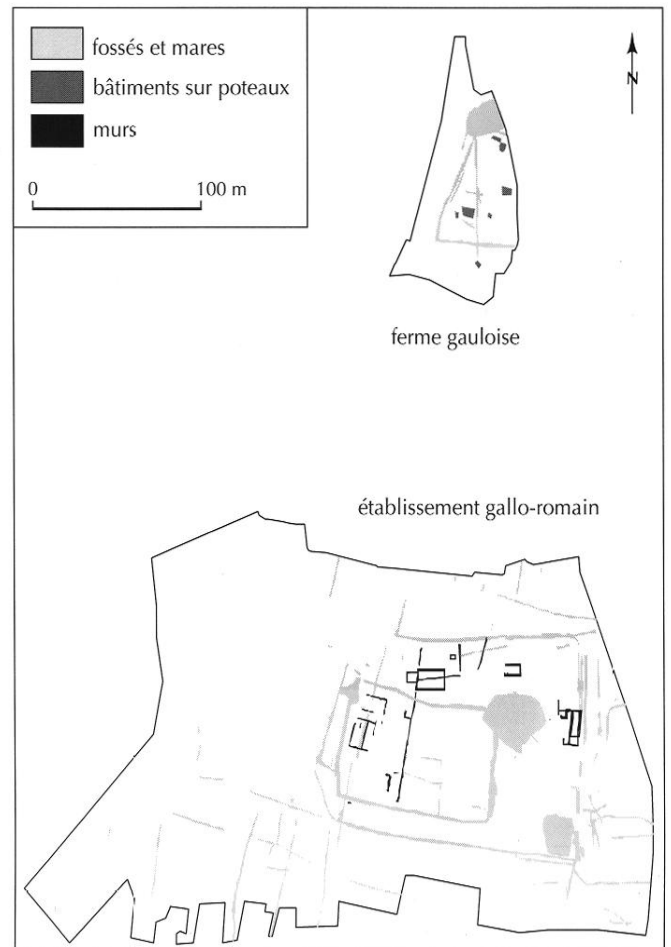 fossés et mares
bâtiments sur poteaux
murs
0 100 m
N
ferme gauloise
établissement gallo-romain